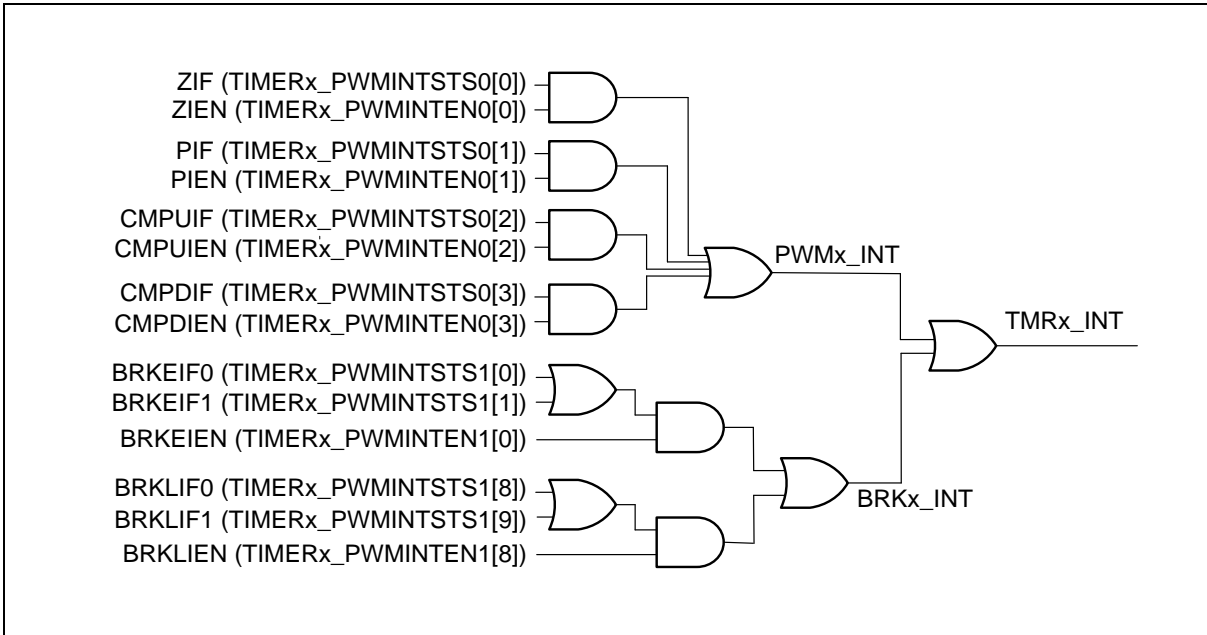 ZIF (TIMERx_PWMINTSTS0[0])
ZIEN (TIMERx_PWMINTEN0[0])
PIF (TIMERx_PWMINTSTS0[1])
PIEN (TIMERx_PWMINTEN0[1])
CMPUIF (TIMERx_PWMINTSTS0[2])
CMPUIEN (TIMERx_PWMINTEN0[2])
CMPDIF (TIMERx_PWMINTSTS0[3])
CMPDIEN (TIMERx_PWMINTEN0[3])
BRKEIF0 (TIMERx_PWMINTSTS1[0])
BRKEIF1 (TIMERx_PWMINTSTS1[1])
BRKEIEN (TIMERx_PWMINTEN1[0])
BRKLIF0 (TIMERx_PWMINTSTS1[8])
BRKLIF1 (TIMERx_PWMINTSTS1[9])
BRKLIEN (TIMERx_PWMINTEN1[8])
PWMx_INT
BRKx_INT
TMRx_INT